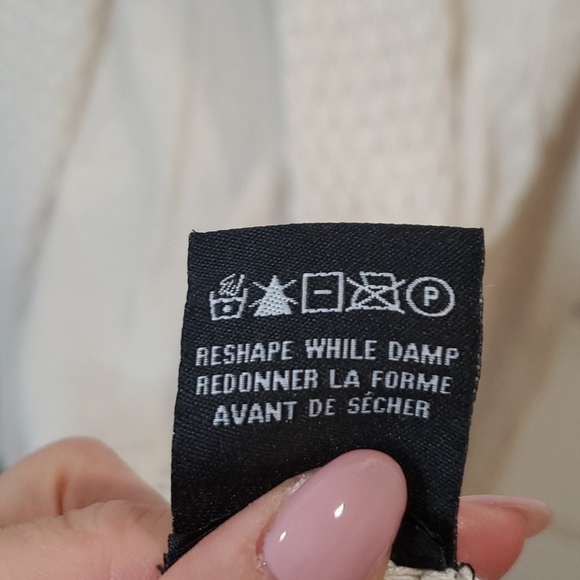 P
RESHAPE WHILE DAMP
REDONNER LA FORME
AVANT DE SÉCHER